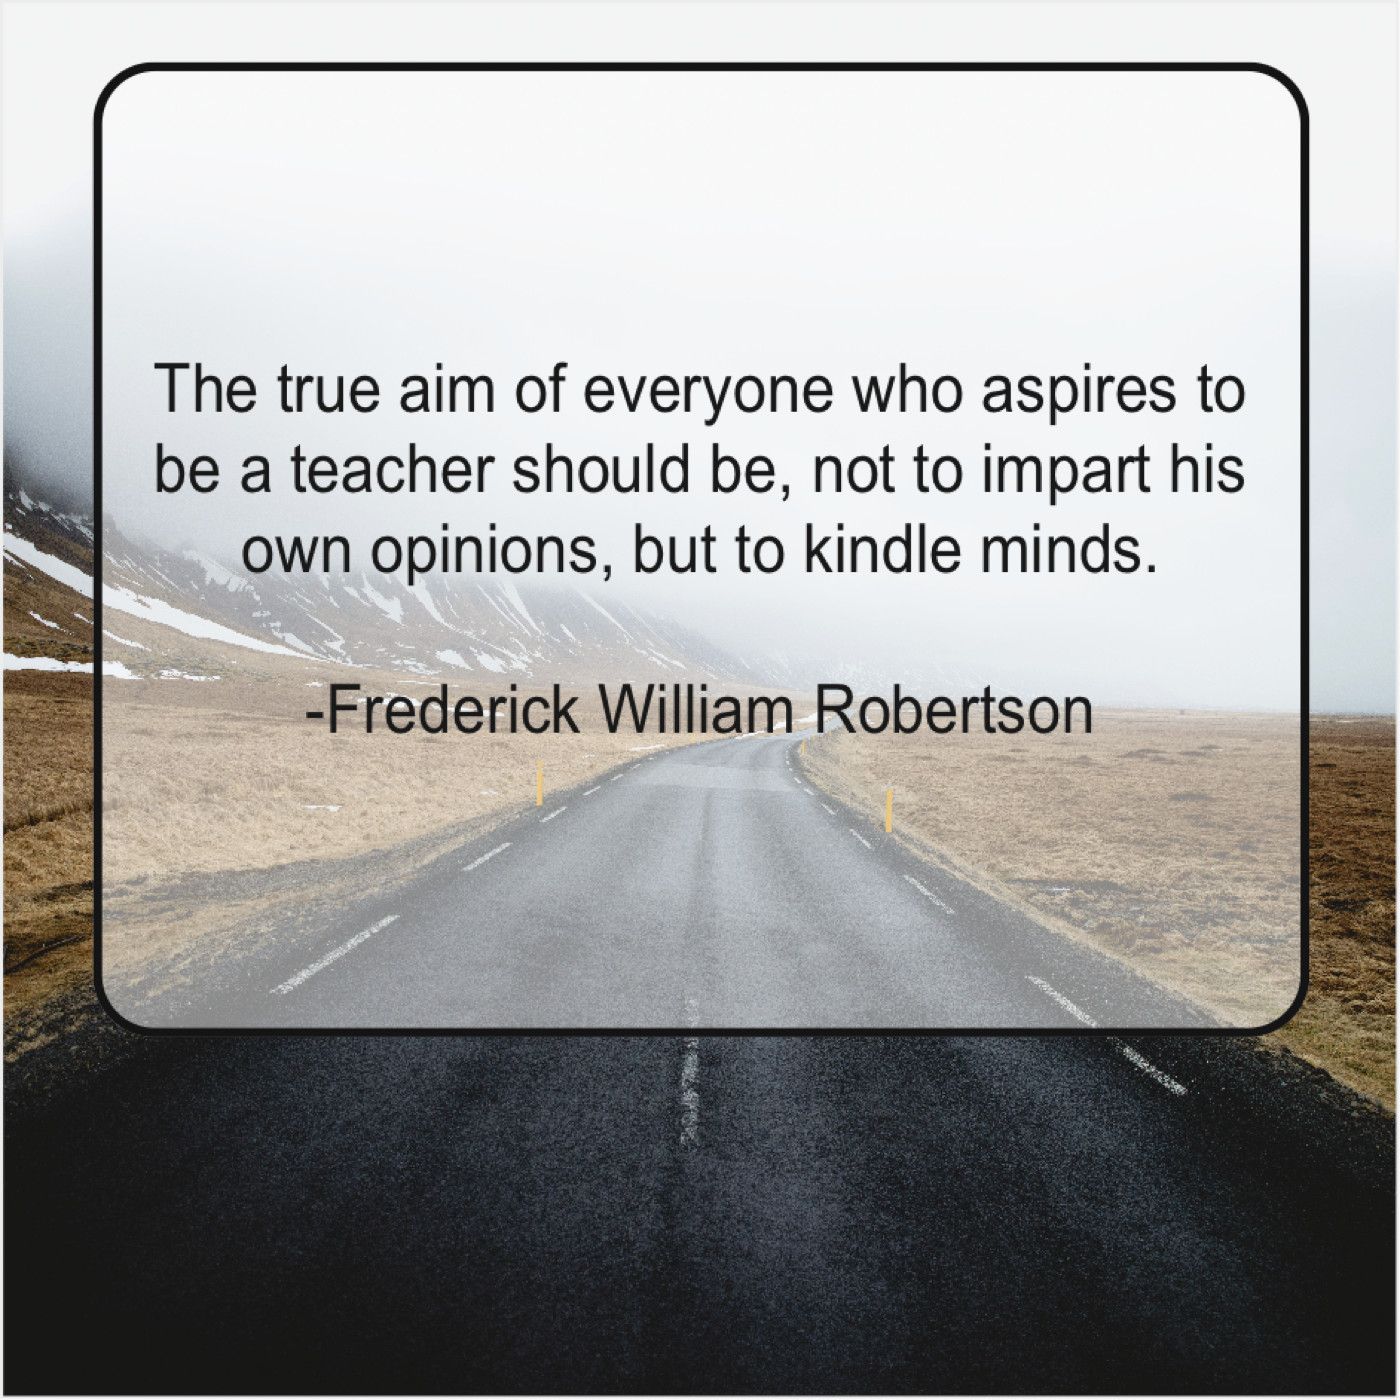 The true aim of everyone who aspires to
be a teacher should be, not to impart his
own opinions, but to kindle minds.
-Frederick William Robertson